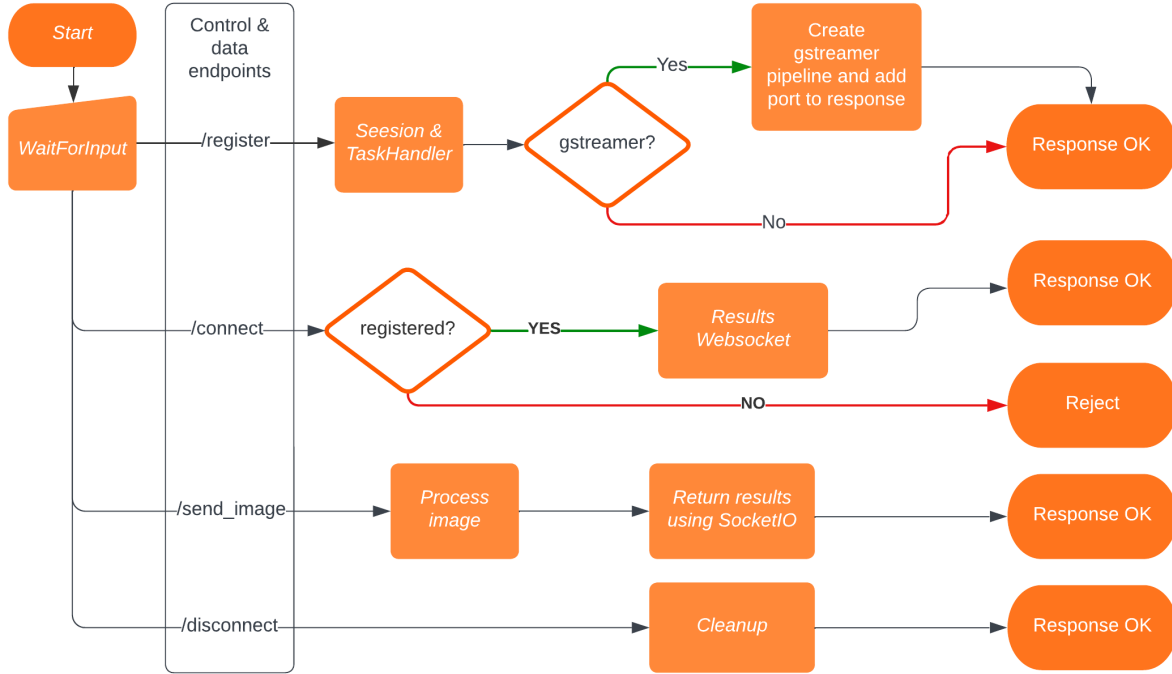 Start
Control &
data
endpoints
WaitForInput
/register
Seesion &
TaskHandler
gstreamer?
Yes
Create
gstreamer
pipeline and add
port to response
No
Response OK
/connect
registered?
YES
Results
Websocket
Response OK
NO
Reject
/send_image
Process
image
Return results
using SocketIO
Response OK
/disconnect
Cleanup
Response OK